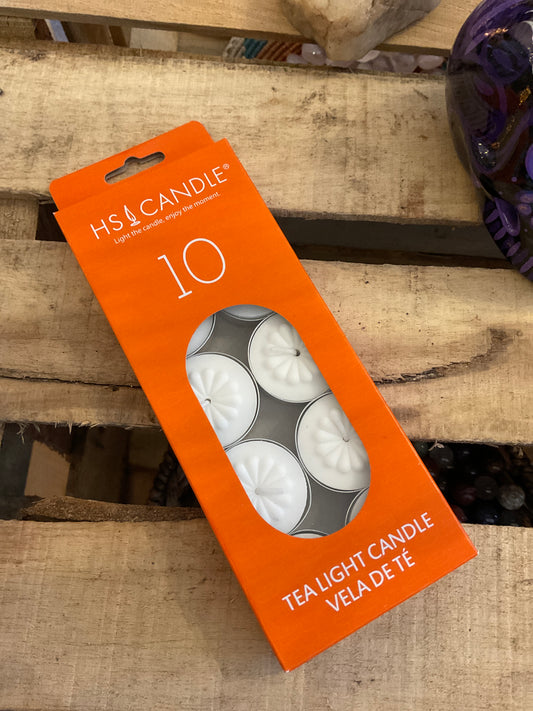 HS CANDLE®
Light the candle, enjoy the moment.
10
TEA LIGHT CANDLE
VELA DE TÉ